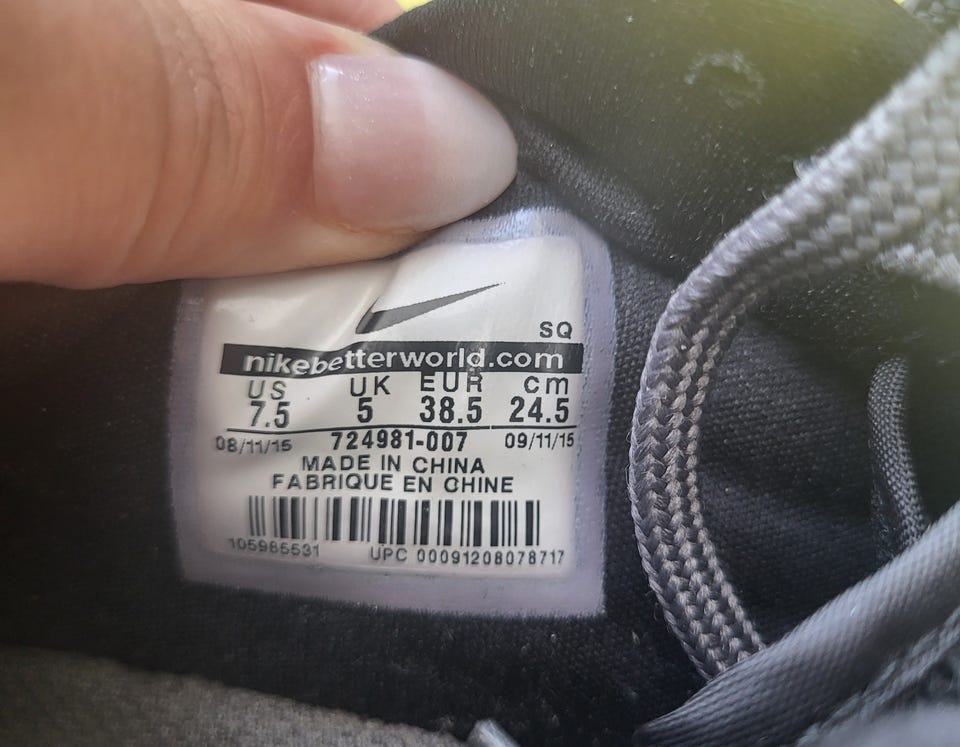 SQ
nikebetterworld.com
US UK EUR cm
7.5 5 38.5 24.5
08/11/15 724981-007 09/11/15
MADE IN CHINA
FABRIQUE EN CHINE
105985531 UPC 00091208078717